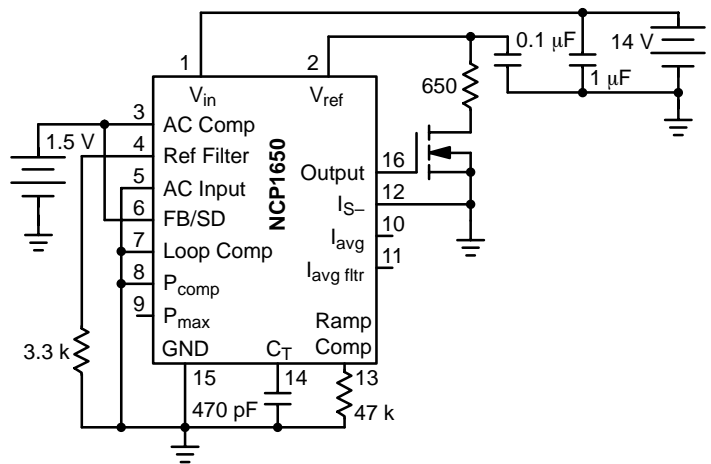 1
2
0.1 μF
14 V
1 μF
V_in
V_ref
650
3
AC Comp
1.5 V
4
Ref Filter
NCP1650
5
AC Input
Output
16
6
FB/SD
I_S–
12
7
Loop Comp
I_avg
10
8
P_comp
I_avg fltr
11
9
P_max
Ramp
Comp
3.3 k
GND
C_T
15
14
13
470 pF
47 k